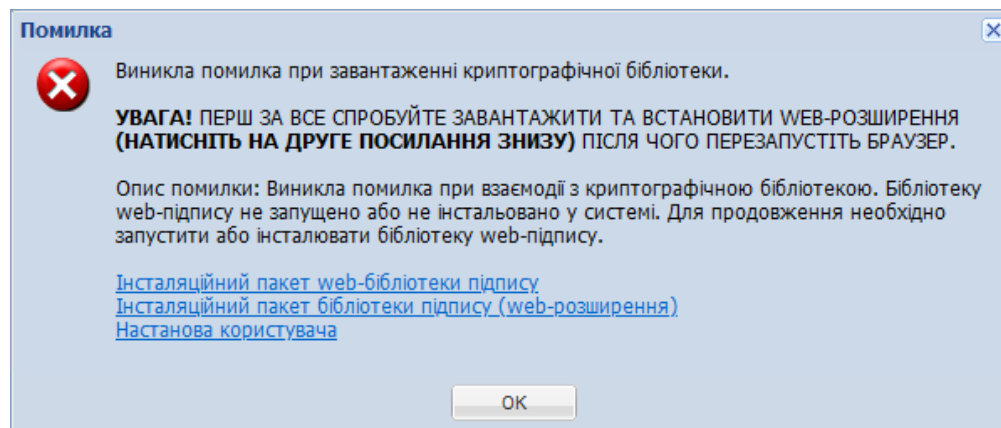 Помилка
Виникла помилка при завантаженні криптографічної бібліотеки.
УВАГА! ПЕРШ ЗА ВСЕ СПРОБУЙТЕ ЗАВАНТАЖИТИ ТА ВСТАНОВИТИ WEB-РОЗШИРЕННЯ
(НАТИСНІТЬ НА ДРУГЕ ПОСИЛАННЯ ЗНИЗУ) ПІСЛЯ ЧОГО ПЕРЕЗАПУСТІТЬ БРАУЗЕР.
Опис помилки: Виникла помилка при взаємодії з криптографічною бібліотекою. Бібліотеку
web-підпису не запущено або не інстальовано у системі. Для продовження необхідно
запустити або інсталювати бібліотеку web-підпису.
Інсталяційний пакет web-бібліотеки підпису
Інсталяційний пакет бібліотеки підпису (web-розширення)
Настанова користувача
ОК